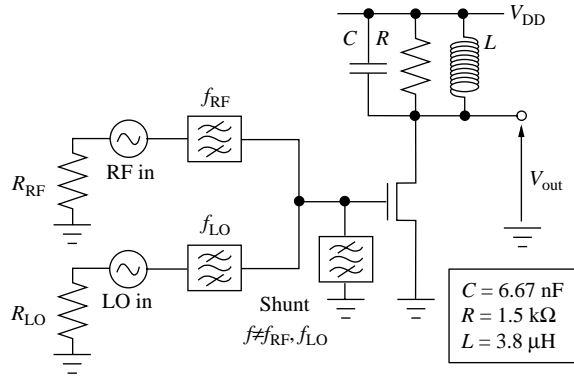 V_DD
C R L
f_RF
RF in
R_RF
V_out
f_LO
LO in
R_LO
Shunt
f≠f_RF, f_LO
C = 6.67 nF
R = 1.5 kΩ
L = 3.8 μH